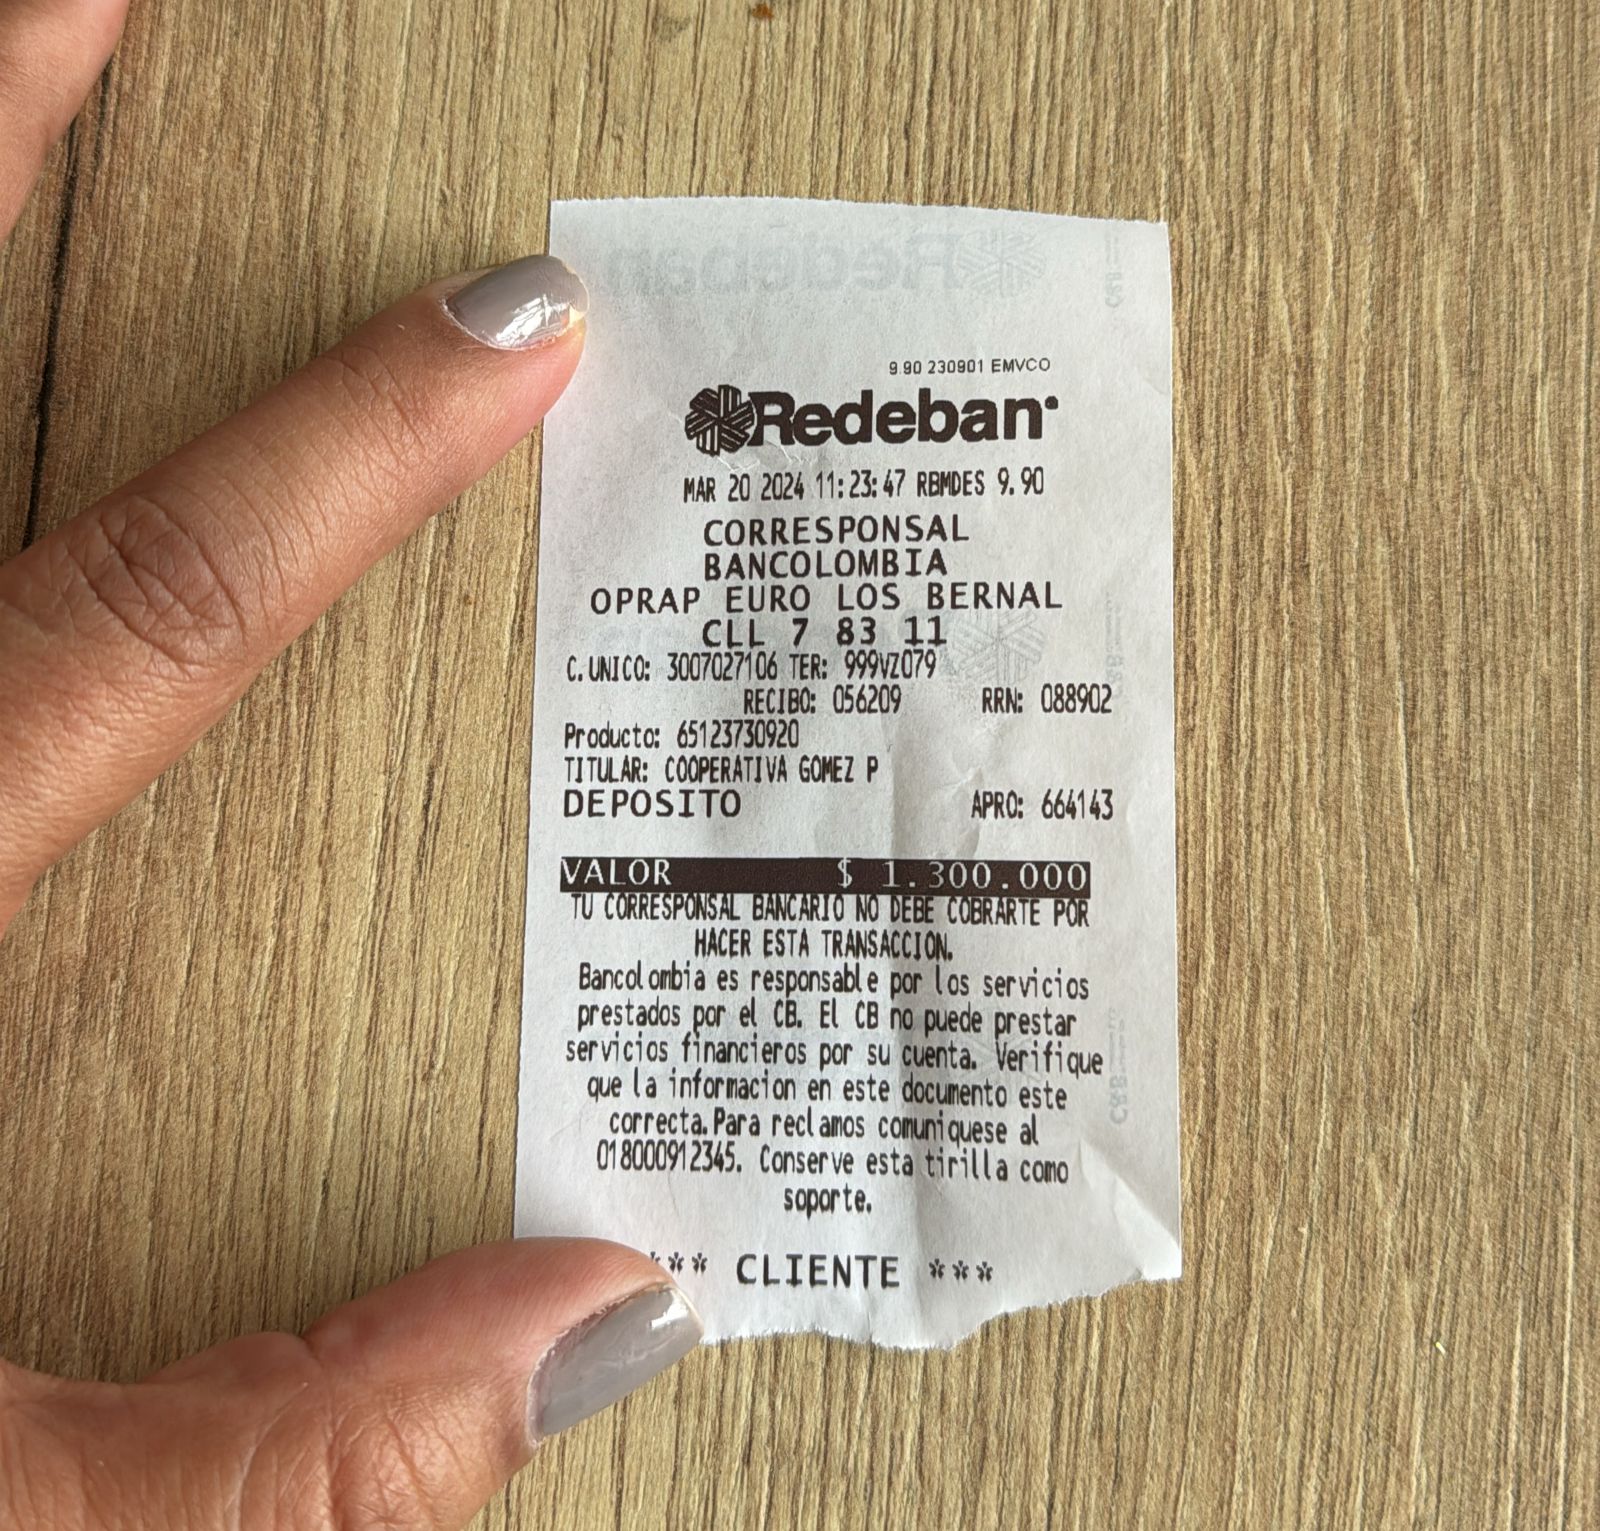 9.90 230901 EMVCO
Redeban
MAR 20 2024 11:23:47 RBMDES 9.90
CORRESPONSAL
BANCOLOMBIA
OPRAP EURO LOS BERNAL
CLL 7 83 11
C.UNICO: 3007027106 TER: 999VZ079
RECIBO: 056209 RRN: 088902
Producto: 65123730920
TITULAR: COOPERATIVA GOMEZ P
DEPOSITO APRO: 664143
VALOR $ 1.300.000
TU CORRESPONSAL BANCARIO NO DEBE COBRARTE POR
HACER ESTA TRANSACCION.
Bancolombia es responsable por los servicios
prestados por el CB. El CB no puede prestar
servicios financieros por su cuenta. Verifique
que la informacion en este documento este
correcta.Para reclamos comuniquese al
018000912345. Conserve esta tirilla como
soporte.
** CLIENTE ***